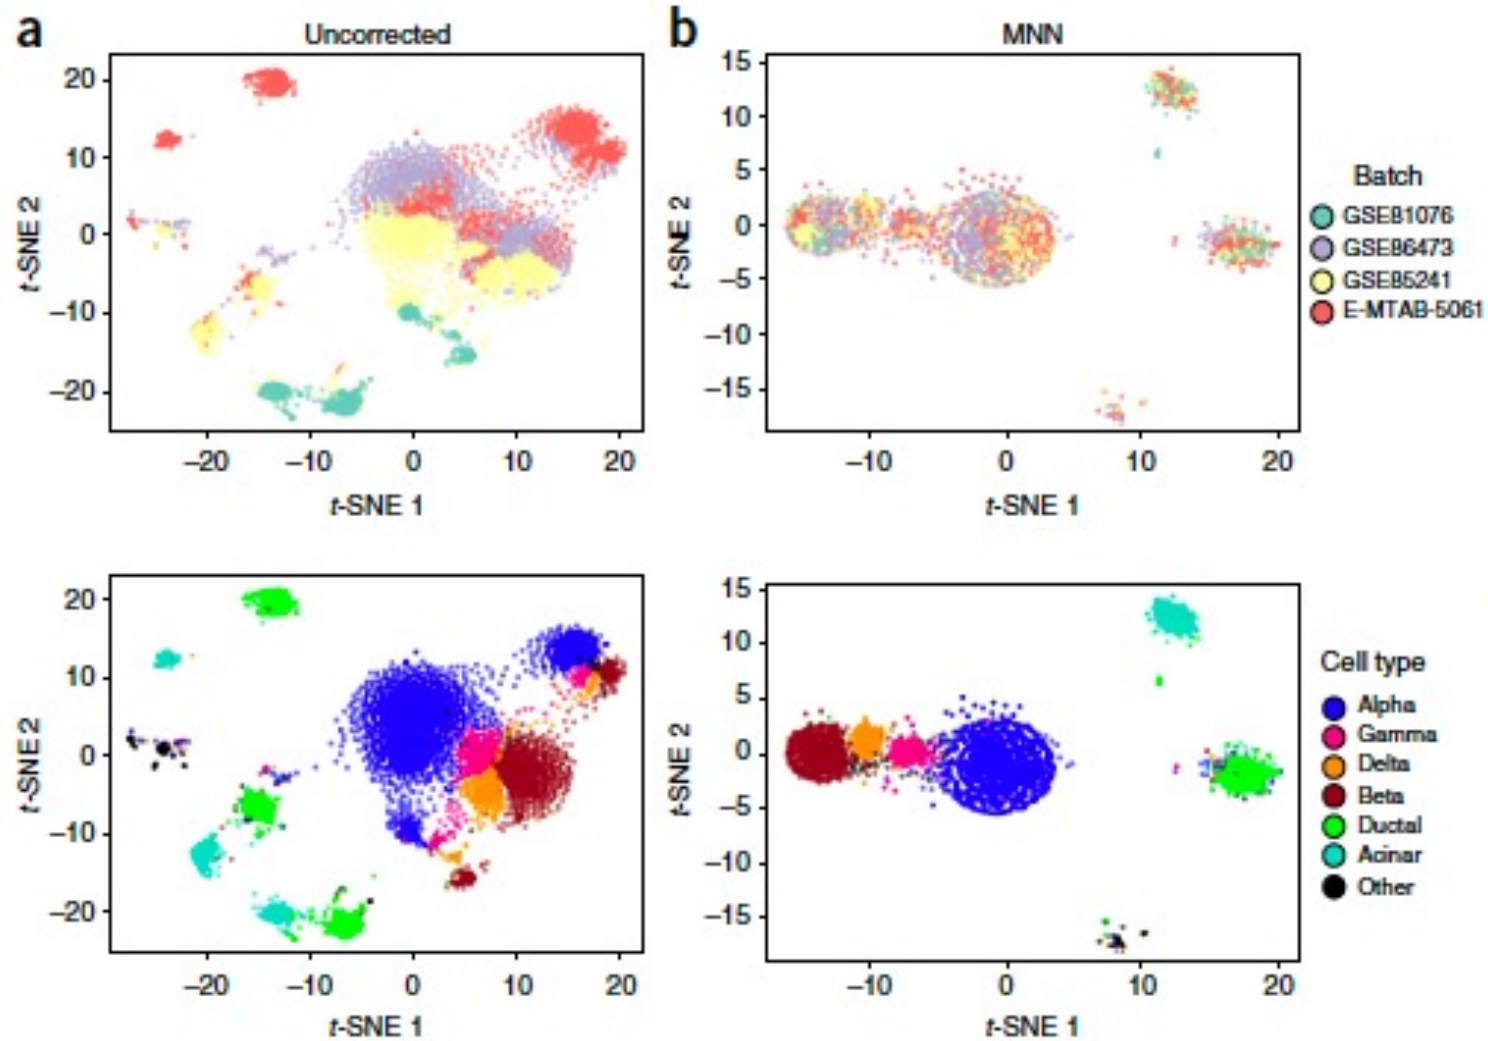 a
Uncorrected
20
10
0
–10
–20
t-SNE 2
–20 –10 0 10 20
t-SNE 1
b
MNN
15
10
5
0
–5
–10
–15
t-SNE 2
–10 0 10 20
t-SNE 1
Batch
GSE81076
GSE86473
GSE85241
E-MTAB-5061
20
10
0
–10
–20
t-SNE 2
–20 –10 0 10 20
t-SNE 1
15
10
5
0
–5
–10
–15
t-SNE 2
–10 0 10 20
t-SNE 1
Cell type
Alpha
Gamma
Delta
Beta
Ductal
Acinar
Other